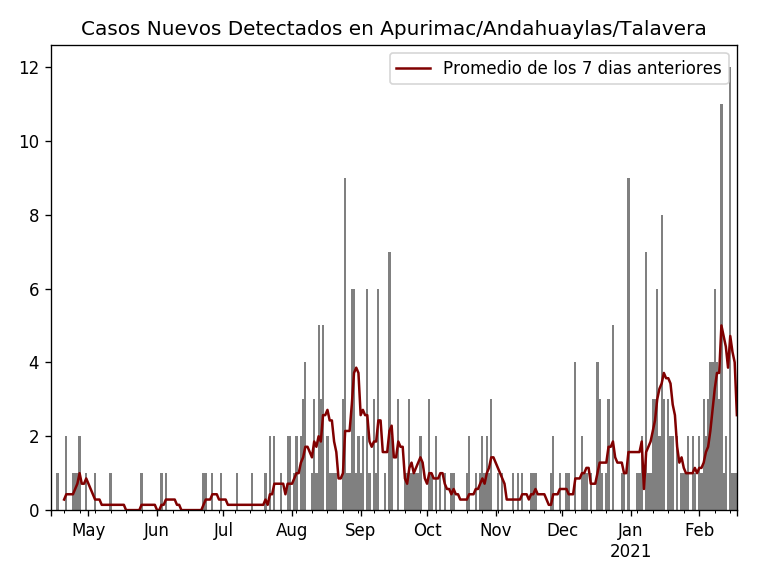 Casos Nuevos Detectados en Apurimac/Andahuaylas/Talavera
Promedio de los 7 dias anteriores
12
10
8
6
4
2
0
May Jun Jul Aug Sep Oct Nov Dec Jan Feb
2021